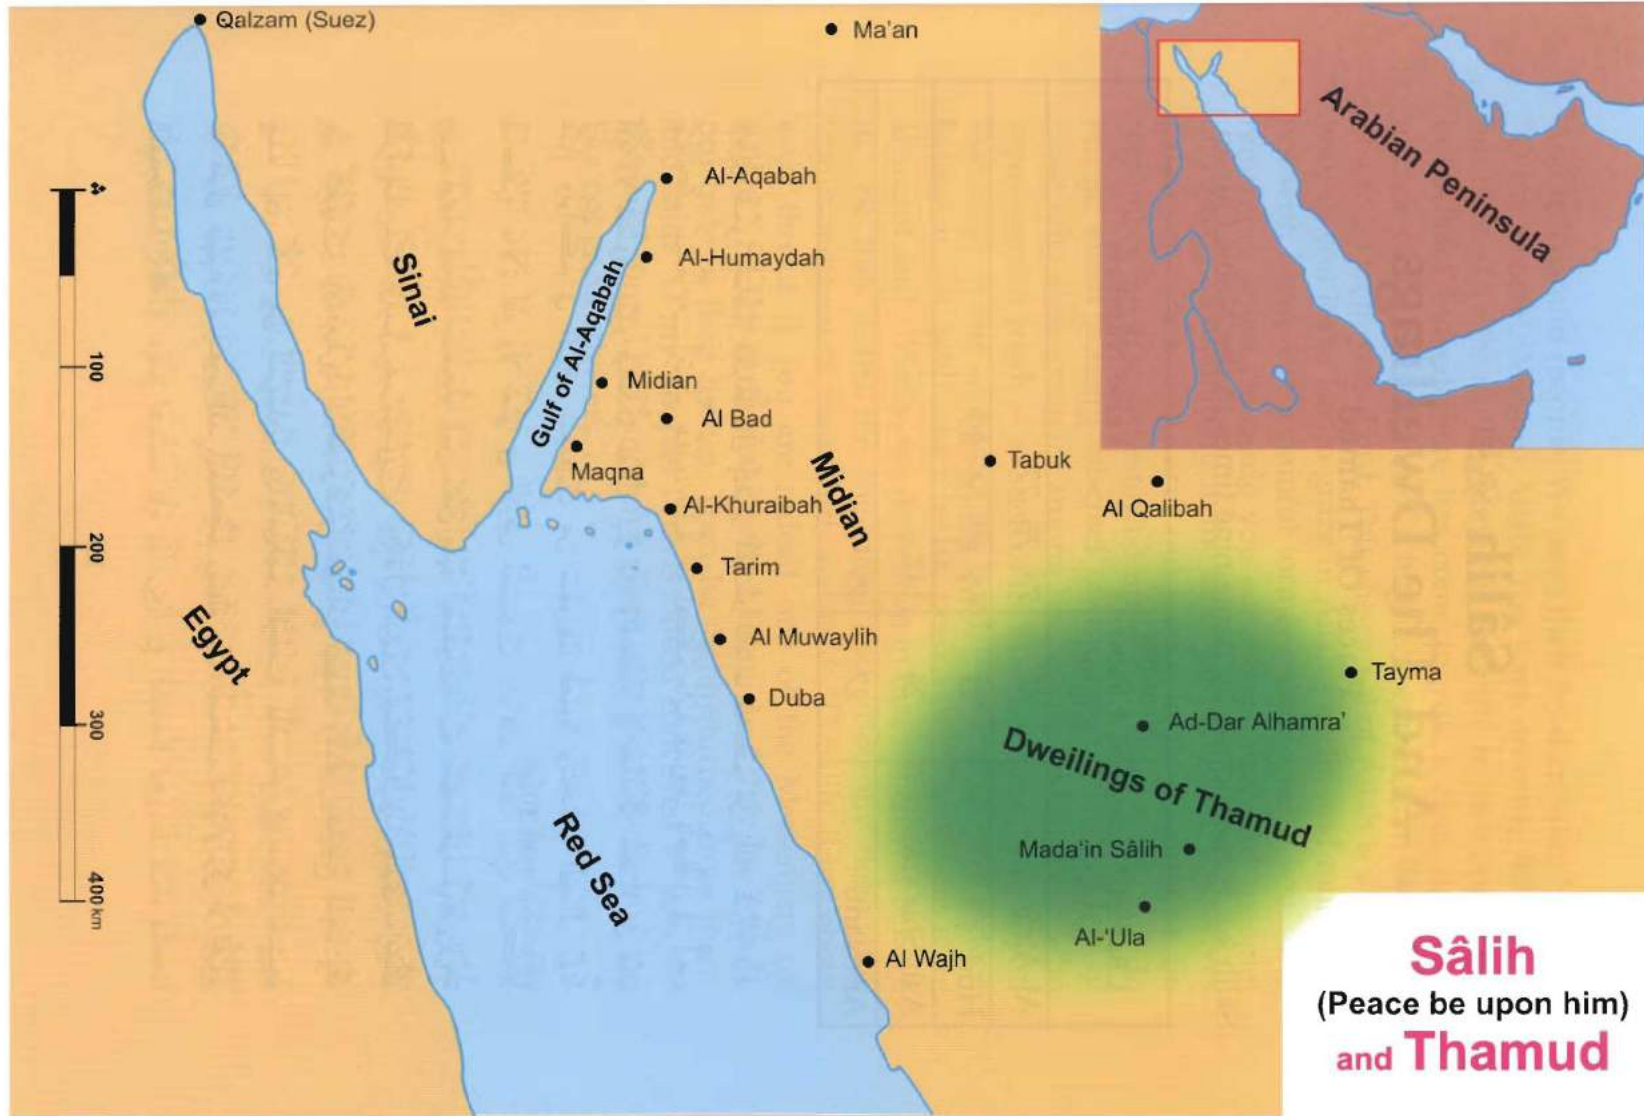 Qalzam (Suez)
Ma'an
Arabian Peninsula
Al-Aqabah
Al-Humaydah
Sinai
Gulf of Al-Aqabah
100
Midian
Al Bad
Maqna
Midian
Tabuk
Al Qalibah
Al-Khuraibah
200
Tarim
Egypt
Al Muwaylih
Tayma
Duba
300
Ad-Dar Alhamra'
Dweilings of Thamud
Red Sea
Mada'in Sâlih
400 km
Al-'Ula
Al Wajh
Sâlih
(Peace be upon him)
and Thamud